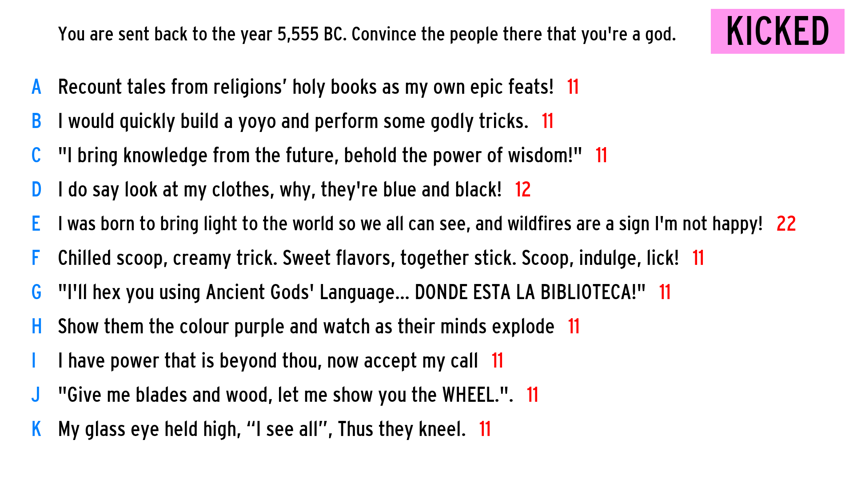 You are sent back to the year 5,555 BC. Convince the people there that you're a god.
KICKED
A Recount tales from religions’ holy books as my own epic feats! 11
B I would quickly build a yoyo and perform some godly tricks. 11
C "I bring knowledge from the future, behold the power of wisdom!" 11
D I do say look at my clothes, why, they're blue and black! 12
E I was born to bring light to the world so we all can see, and wildfires are a sign I'm not happy! 22
F Chilled scoop, creamy trick. Sweet flavors, together stick. Scoop, indulge, lick! 11
G "I'll hex you using Ancient Gods' Language... DONDE ESTA LA BIBLIOTECA!" 11
H Show them the colour purple and watch as their minds explode 11
I I have power that is beyond thou, now accept my call 11
J "Give me blades and wood, let me show you the WHEEL.". 11
K My glass eye held high, “I see all”, Thus they kneel. 11